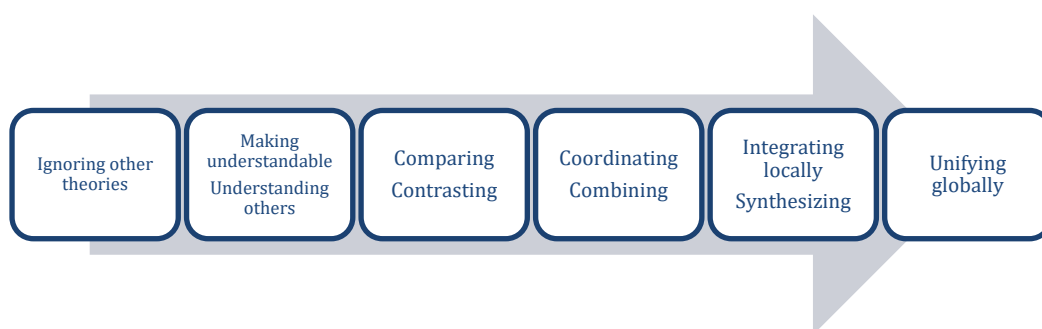 Ignoring other
theories
Making
understandable
Understanding
others
Comparing
Contrasting
Coordinating
Combining
Integrating
locally
Synthesizing
Unifying
globally